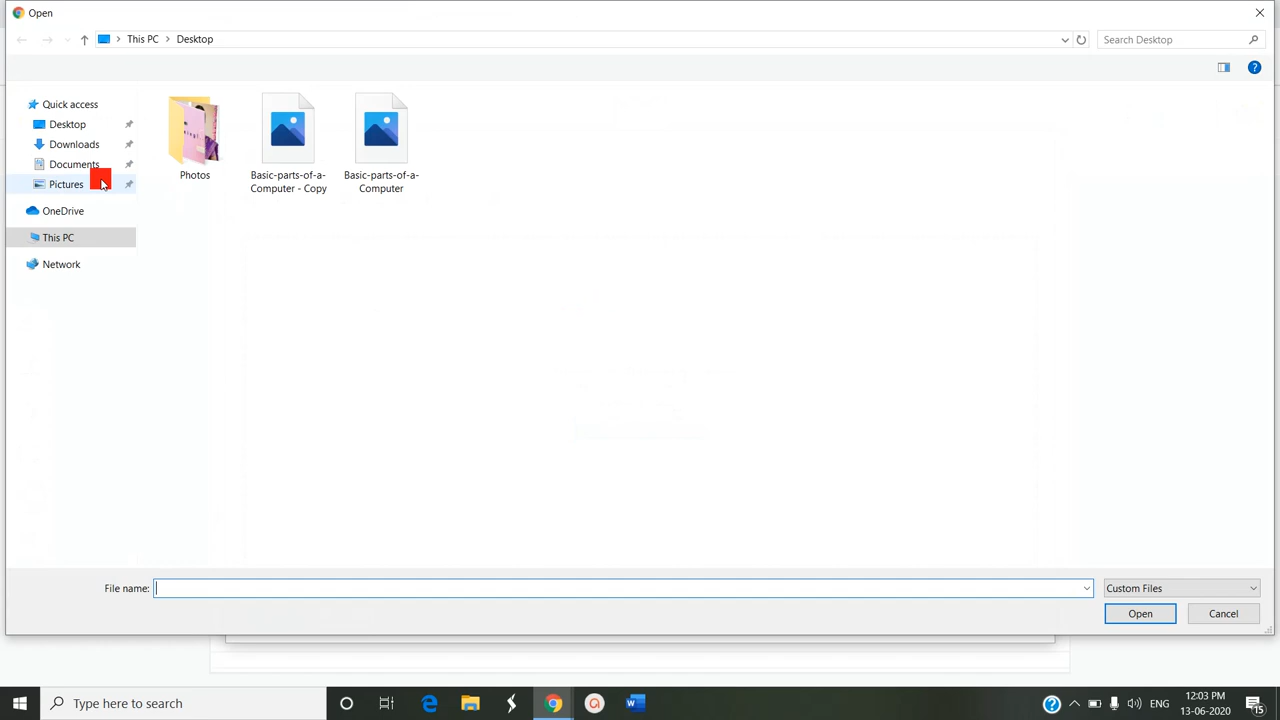 Open
This PC > Desktop
Search Desktop
Quick access
Desktop
Downloads
Documents
Pictures
OneDrive
This PC
Network
Photos
Basic-parts-of-a-
Computer - Copy
Basic-parts-of-a-
Computer
File name:
Custom Files
Open
Cancel
Type here to search
ENG
12:03 PM
13-06-2020
15